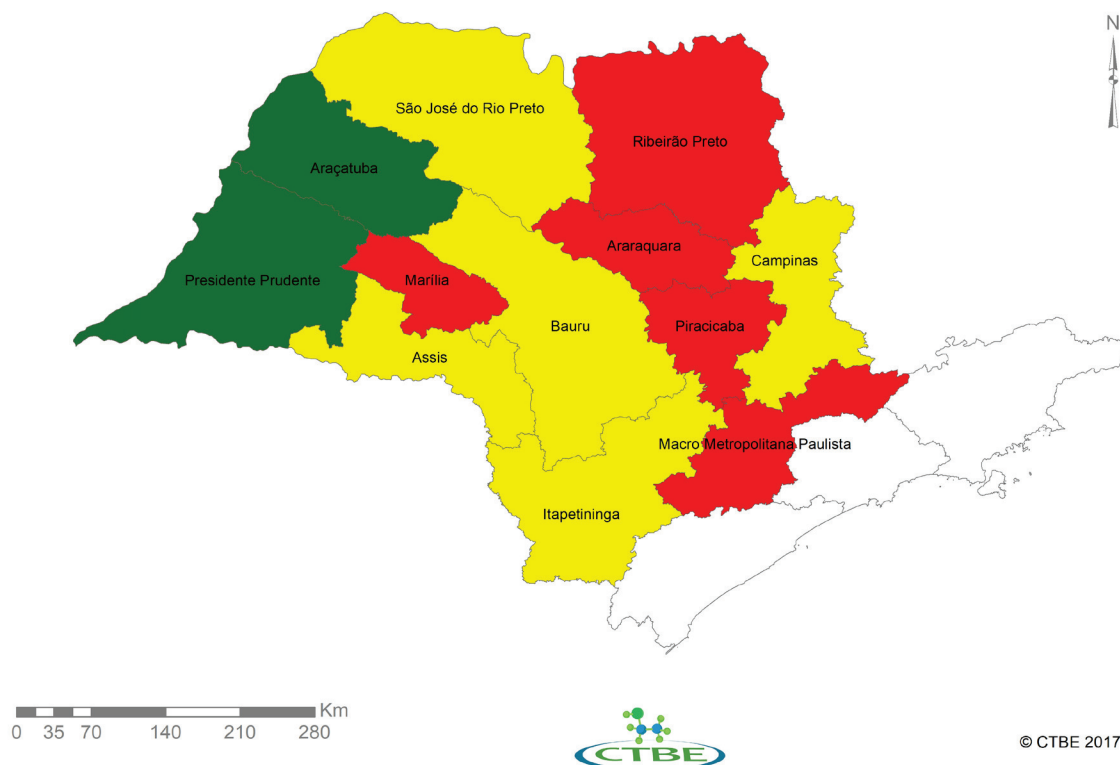 N
São José do Rio Preto
Ribeirão Preto
Araçatuba
Araraquara
Campinas
Presidente Prudente
Marília
Bauru
Piracicaba
Assis
Macro Metropolitana Paulista
Itapetininga
Km
0 35 70 140 210 280
CTBE
© CTBE 2017